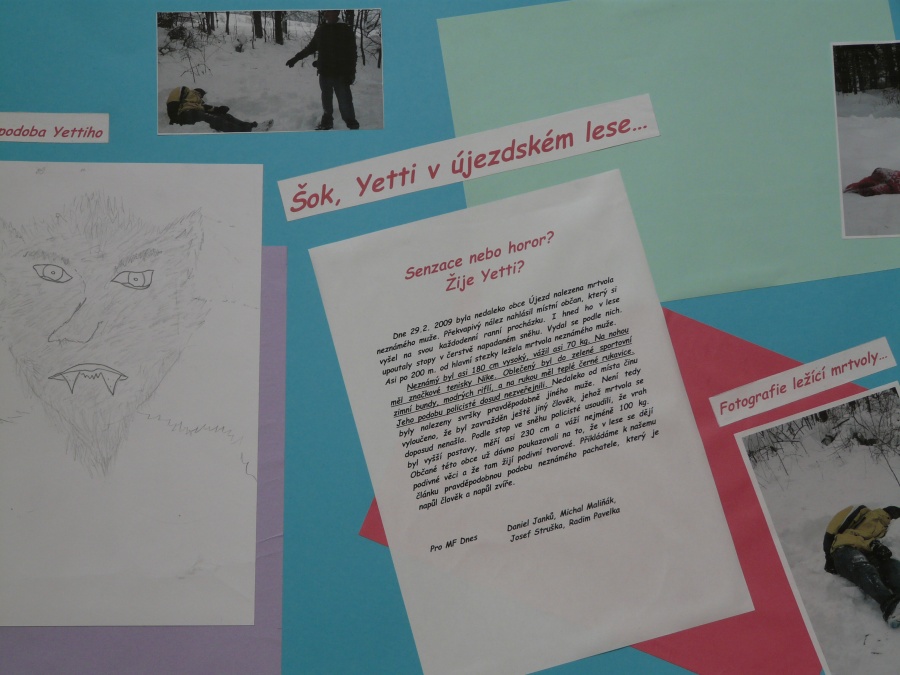 podoba Yettiho
Šok, Yetti v újezdském lese...
Senzace nebo horor?
Žije Yetti?
Dne 29.2. 2009 byla nedaleko obce Újezd nalezena mrtvola
neznámého muže. Překvapivý nález nahlásil místní občan, který si
vyšel na svou každodenní ranní procházku. I hned ho v lese
upoutaly stopy v čerstvě napadaném sněhu. Vydal se podle nich.
Asi po 200 m. od hlavní stezky ležela mrtvola neznámého muže.
Neznámý byl asi 180 cm vysoký, vážil asi 70 kg. Na nohou
měl značkové tenisky Nike. Oblečený byl do zelené sportovní
zimní bundy, modrých riflí, a na rukou měl teplé černé rukavice.
Jeho podobu policisté dosud nezveřejnili. Nedaleko od místo činu
byly nalezeny svršky pravděpodobně jiného muže. Není tedy
vyloučeno, že byl zavražděn ještě jiný člověk, jehož mrtvola se
doposud nenašla. Podle stop ve sněhu policisté usoudili, že vrah
byl vyšší postavy, měří asi 230 cm a váží nejméně 100 kg.
Občané této obce už dávno poukazovali na to, že v lese se dějí
podivné věci a že tam žijí podivní tvorové. Přikládáme k našemu
článku pravděpodobnou podobu neznámého pachatele, který je
napůl člověk a napůl zvíře.
Pro MF Dnes
Daniel Janků, Michal Maliňák,
Josef Struška, Radim Pavelka
Fotografie ležící mrtvoly...